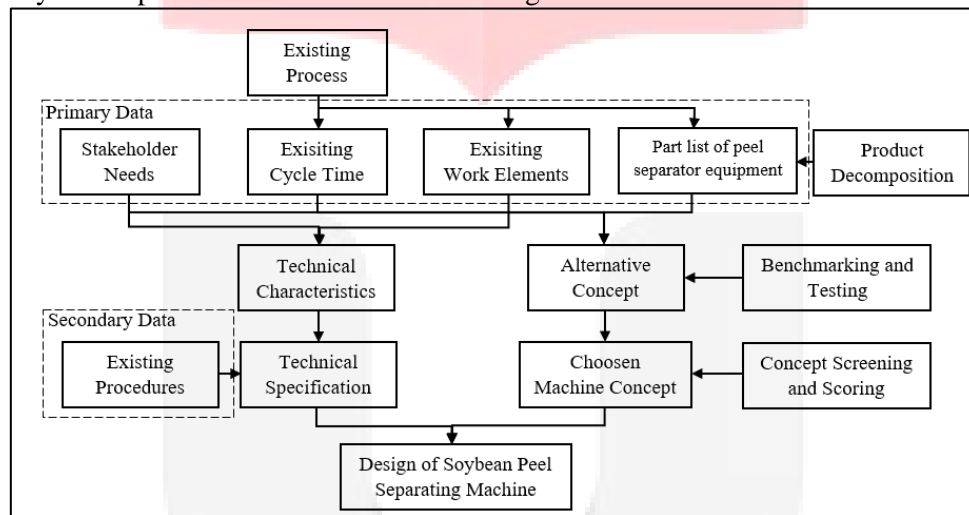 Existing
Process
Primary Data
Stakeholder
Needs
Exisiting
Cycle Time
Exisiting
Work Elements
Part list of peel
separator equipment
Product
Decomposition
Technical
Characteristics
Alternative
Concept
Benchmarking and
Testing
Secondary Data
Existing
Procedures
Technical
Specification
Choosen
Machine Concept
Concept Screening
and Scoring
Design of Soybean Peel
Separating Machine